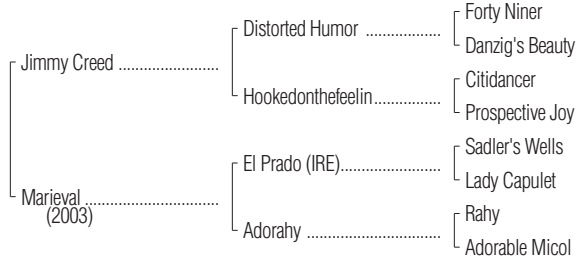 Forty Niner
Distorted Humor ..................
Danzig's Beauty
Jimmy Creed ........................
Citidancer
Hookedonthefeelin................
Prospective Joy
Sadler's Wells
El Prado (IRE)........................
Lady Capulet
Marieval ................................
(2003)
Rahy
Adorahy ................................
Adorable Micol